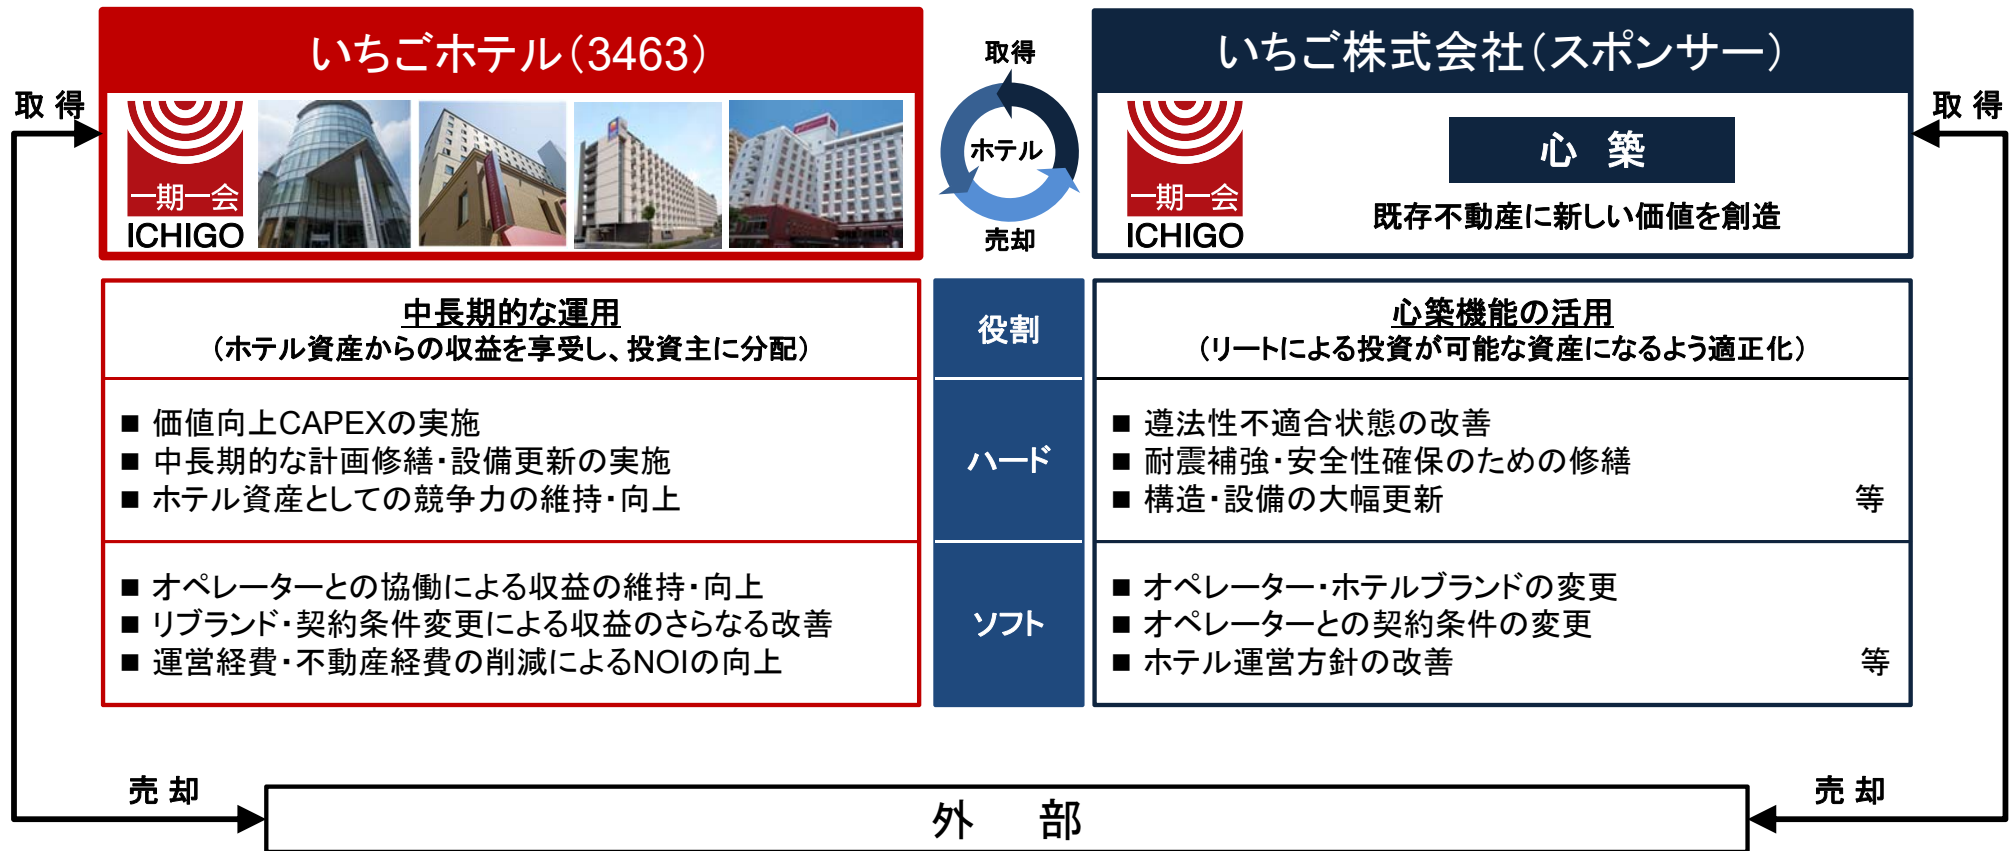 いちごホテル（3463）
いちご株式会社（スポンサー）
取得
取 得
取 得
ホテル
売却
一期一会
ICHIGO
一期一会
ICHIGO
心 築
既存不動産に新しい価値を創造
中長期的な運用
（ホテル資産からの収益を享受し、投資主に分配）
役割
心築機能の活用
（リートによる投資が可能な資産になるよう適正化）
■ 価値向上CAPEXの実施
■ 中長期的な計画修繕・設備更新の実施
■ ホテル資産としての競争力の維持・向上
ハード
■ 遵法性不適合状態の改善
■ 耐震補強・安全性確保のための修繕
■ 構造・設備の大幅更新 等
■ オペレーターとの協働による収益の維持・向上
■ リブランド・契約条件変更による収益のさらなる改善
■ 運営経費・不動産経費の削減によるNOIの向上
ソフト
■ オペレーター・ホテルブランドの変更
■ オペレーターとの契約条件の変更
■ ホテル運営方針の改善 等
売 却
売 却
外 部